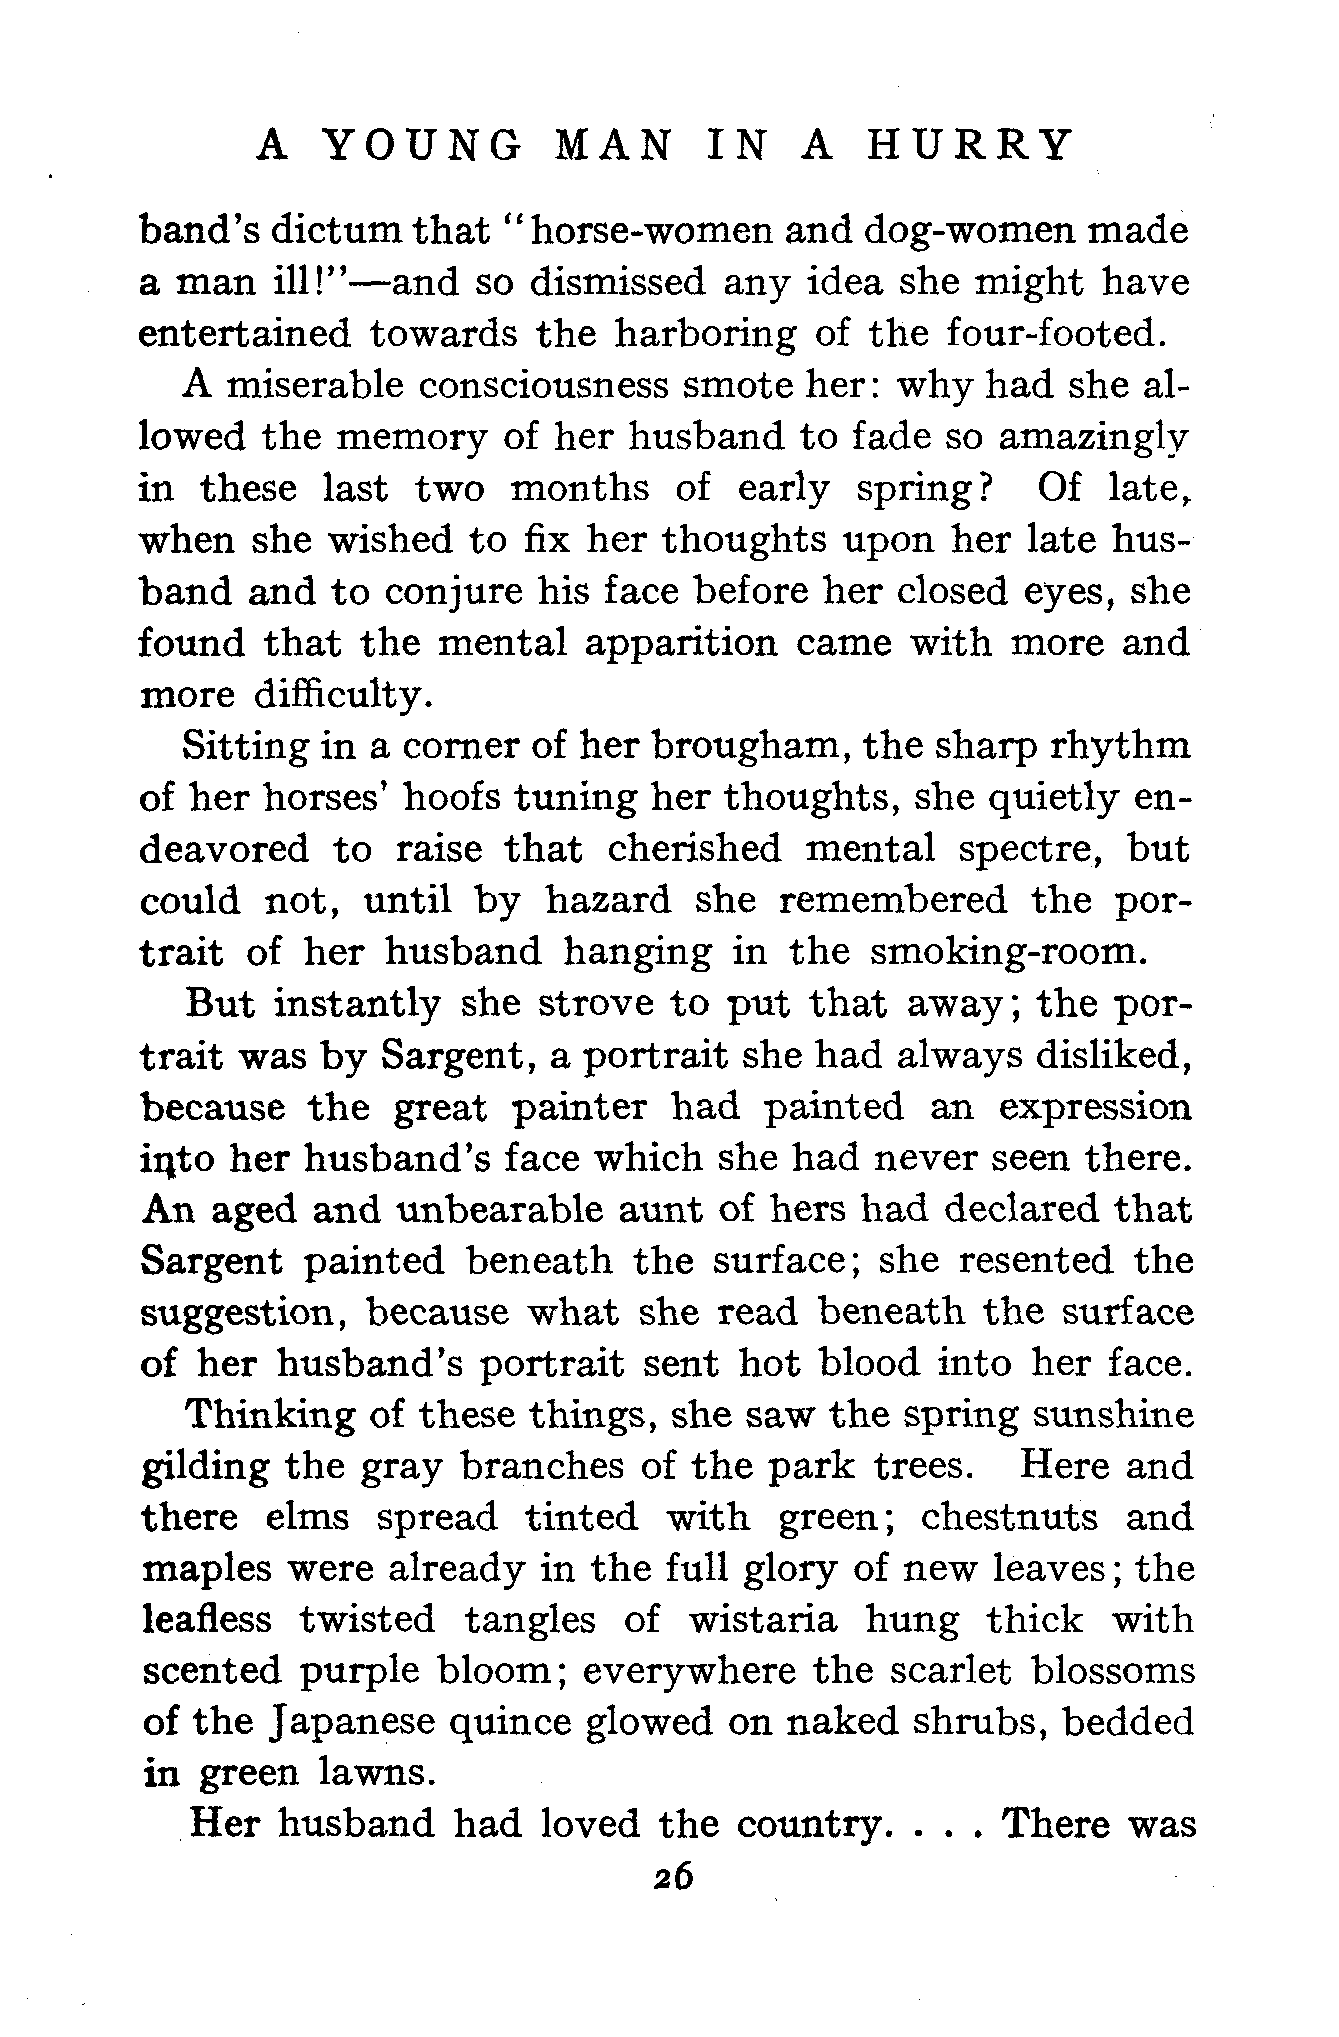 A YOUNG MAN IN A HURRY
band's dictum that "horse-women and dog-women made
a man ill!"—and so dismissed any idea she might have
entertained towards the harboring of the four-footed.
A miserable consciousness smote her: why had she al-
lowed the memory of her husband to fade so amazingly
in these last two months of early spring? Of late,
when she wished to fix her thoughts upon her late hus-
band and to conjure his face before her closed eyes, she
found that the mental apparition came with more and
more difficulty.
Sitting in a corner of her brougham, the sharp rhythm
of her horses' hoofs tuning her thoughts, she quietly en-
deavored to raise that cherished mental spectre, but
could not, until by hazard she remembered the por-
trait of her husband hanging in the smoking-room.
But instantly she strove to put that away; the por-
trait was by Sargent, a portrait she had always disliked,
because the great painter had painted an expression
into her husband's face which she had never seen there.
An aged and unbearable aunt of hers had declared that
Sargent painted beneath the surface; she resented the
suggestion, because what she read beneath the surface
of her husband's portrait sent hot blood into her face.
Thinking of these things, she saw the spring sunshine
gilding the gray branches of the park trees. Here and
there elms spread tinted with green; chestnuts and
maples were already in the full glory of new leaves; the
leafless twisted tangles of wistaria hung thick with
scented purple bloom; everywhere the scarlet blossoms
of the Japanese quince glowed on naked shrubs, bedded
in green lawns.
Her husband had loved the country. . . . There was
26